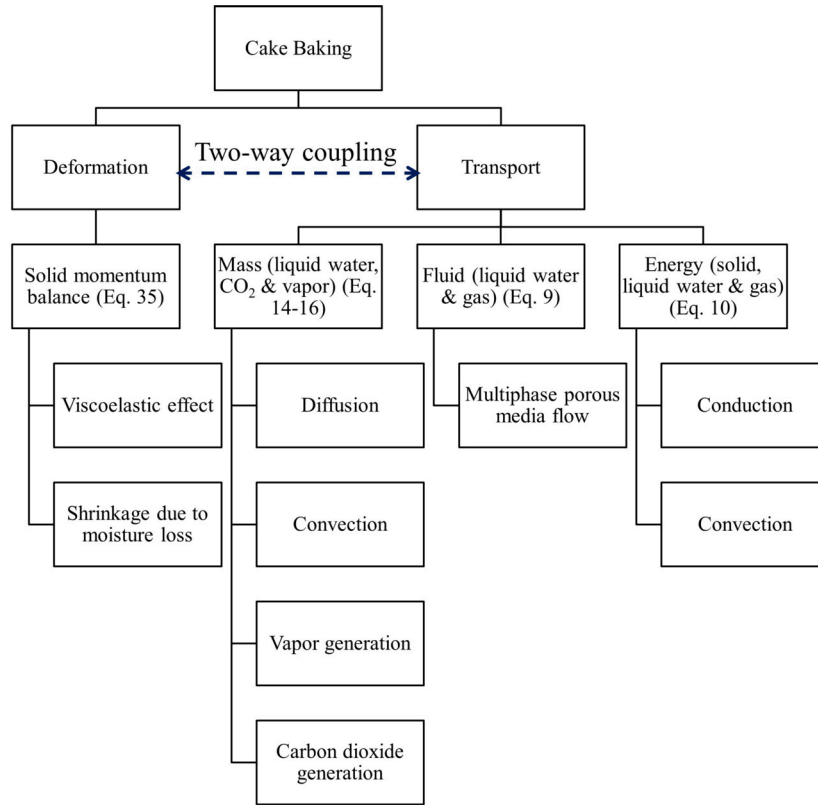 Cake Baking
Deformation
Two-way coupling
Transport
Solid momentum
balance (Eq. 35)
Mass (liquid water,
CO₂ & vapor) (Eq.
14-16)
Fluid (liquid water
& gas) (Eq. 9)
Energy (solid,
liquid water & gas)
(Eq. 10)
Viscoelastic effect
Diffusion
Multiphase porous
media flow
Conduction
Shrinkage due to
moisture loss
Convection
Convection
Vapor generation
Carbon dioxide
generation